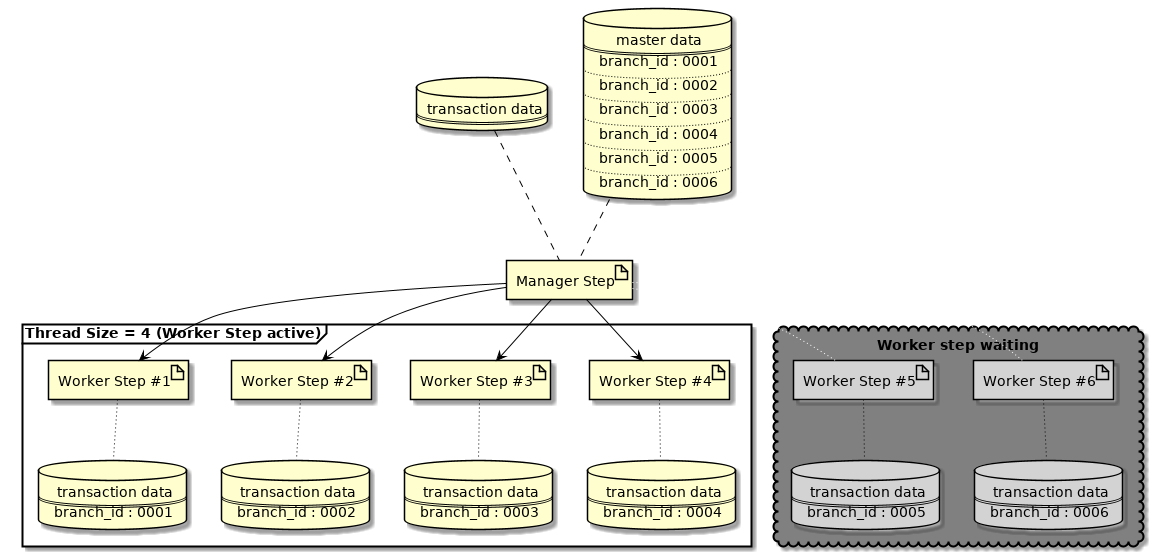 master data
branch_id : 0001
branch_id : 0002
branch_id : 0003
branch_id : 0004
branch_id : 0005
branch_id : 0006
transaction data
Manager Step
Thread Size = 4 (Worker Step active)
Worker step waiting
Worker Step #1
Worker Step #2
Worker Step #3
Worker Step #4
Worker Step #5
Worker Step #6
transaction data
branch_id : 0001
transaction data
branch_id : 0002
transaction data
branch_id : 0003
transaction data
branch_id : 0004
transaction data
branch_id : 0005
transaction data
branch_id : 0006